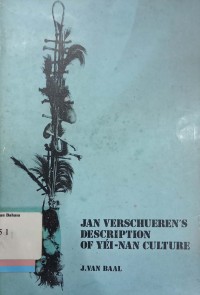 JAN VERSCHUEREN'S
DESCRIPTION
OF YÉI-NAN CULTURE
J. VAN BAAL